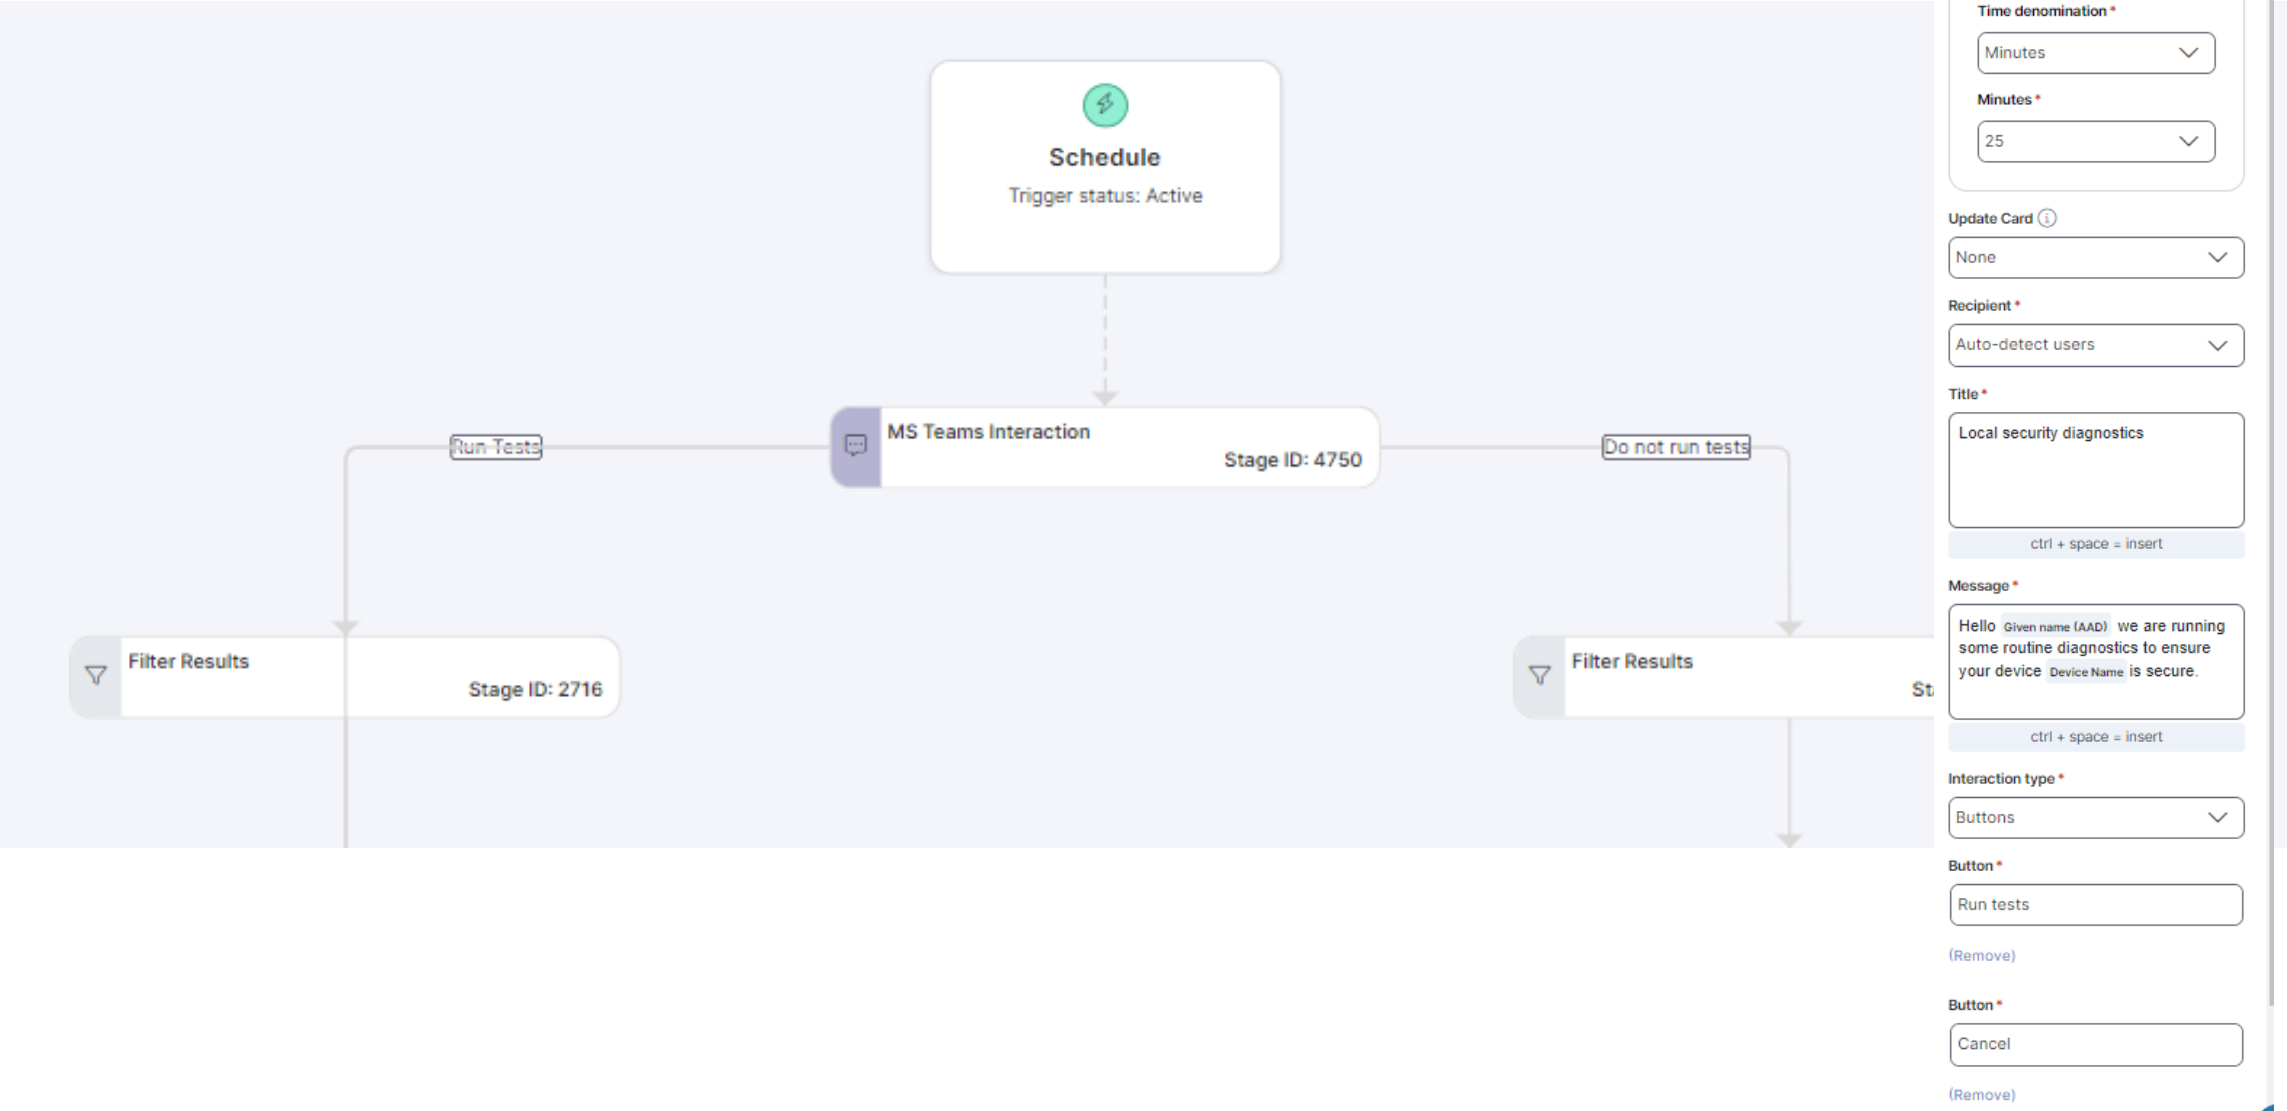 Schedule
Trigger status: Active
Run Tests
MS Teams Interaction
Stage ID: 4750
Do not run tests
Filter Results
Stage ID: 2716
Filter Results
Time denomination *
Minutes
Minutes *
25
Update Card
None
Recipient *
Auto-detect users
Title *
Local security diagnostics
ctrl + space = insert
Message *
Hello Given name (AAD) we are running
some routine diagnostics to ensure
your device Device Name is secure.
ctrl + space = insert
Interaction type *
Buttons
Button *
Run tests
(Remove)
Button *
Cancel
(Remove)